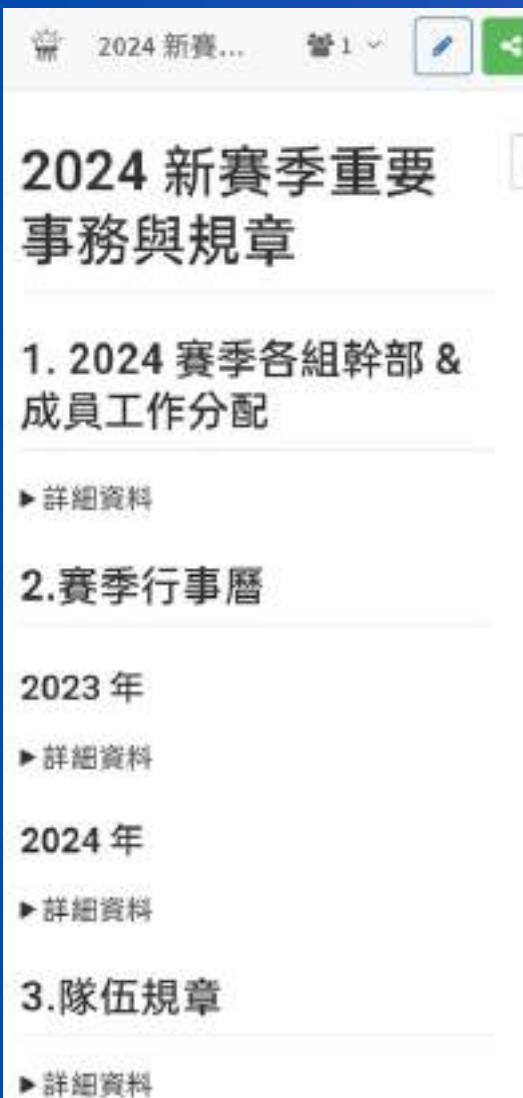 2024 新賽... 1
2024 新賽季重要
事務與規章
1. 2024 賽季各組幹部 &
成員工作分配
▶ 詳細資料
2.賽季行事曆
2023 年
▶ 詳細資料
2024 年
▶ 詳細資料
3.隊伍規章
▶ 詳細資料